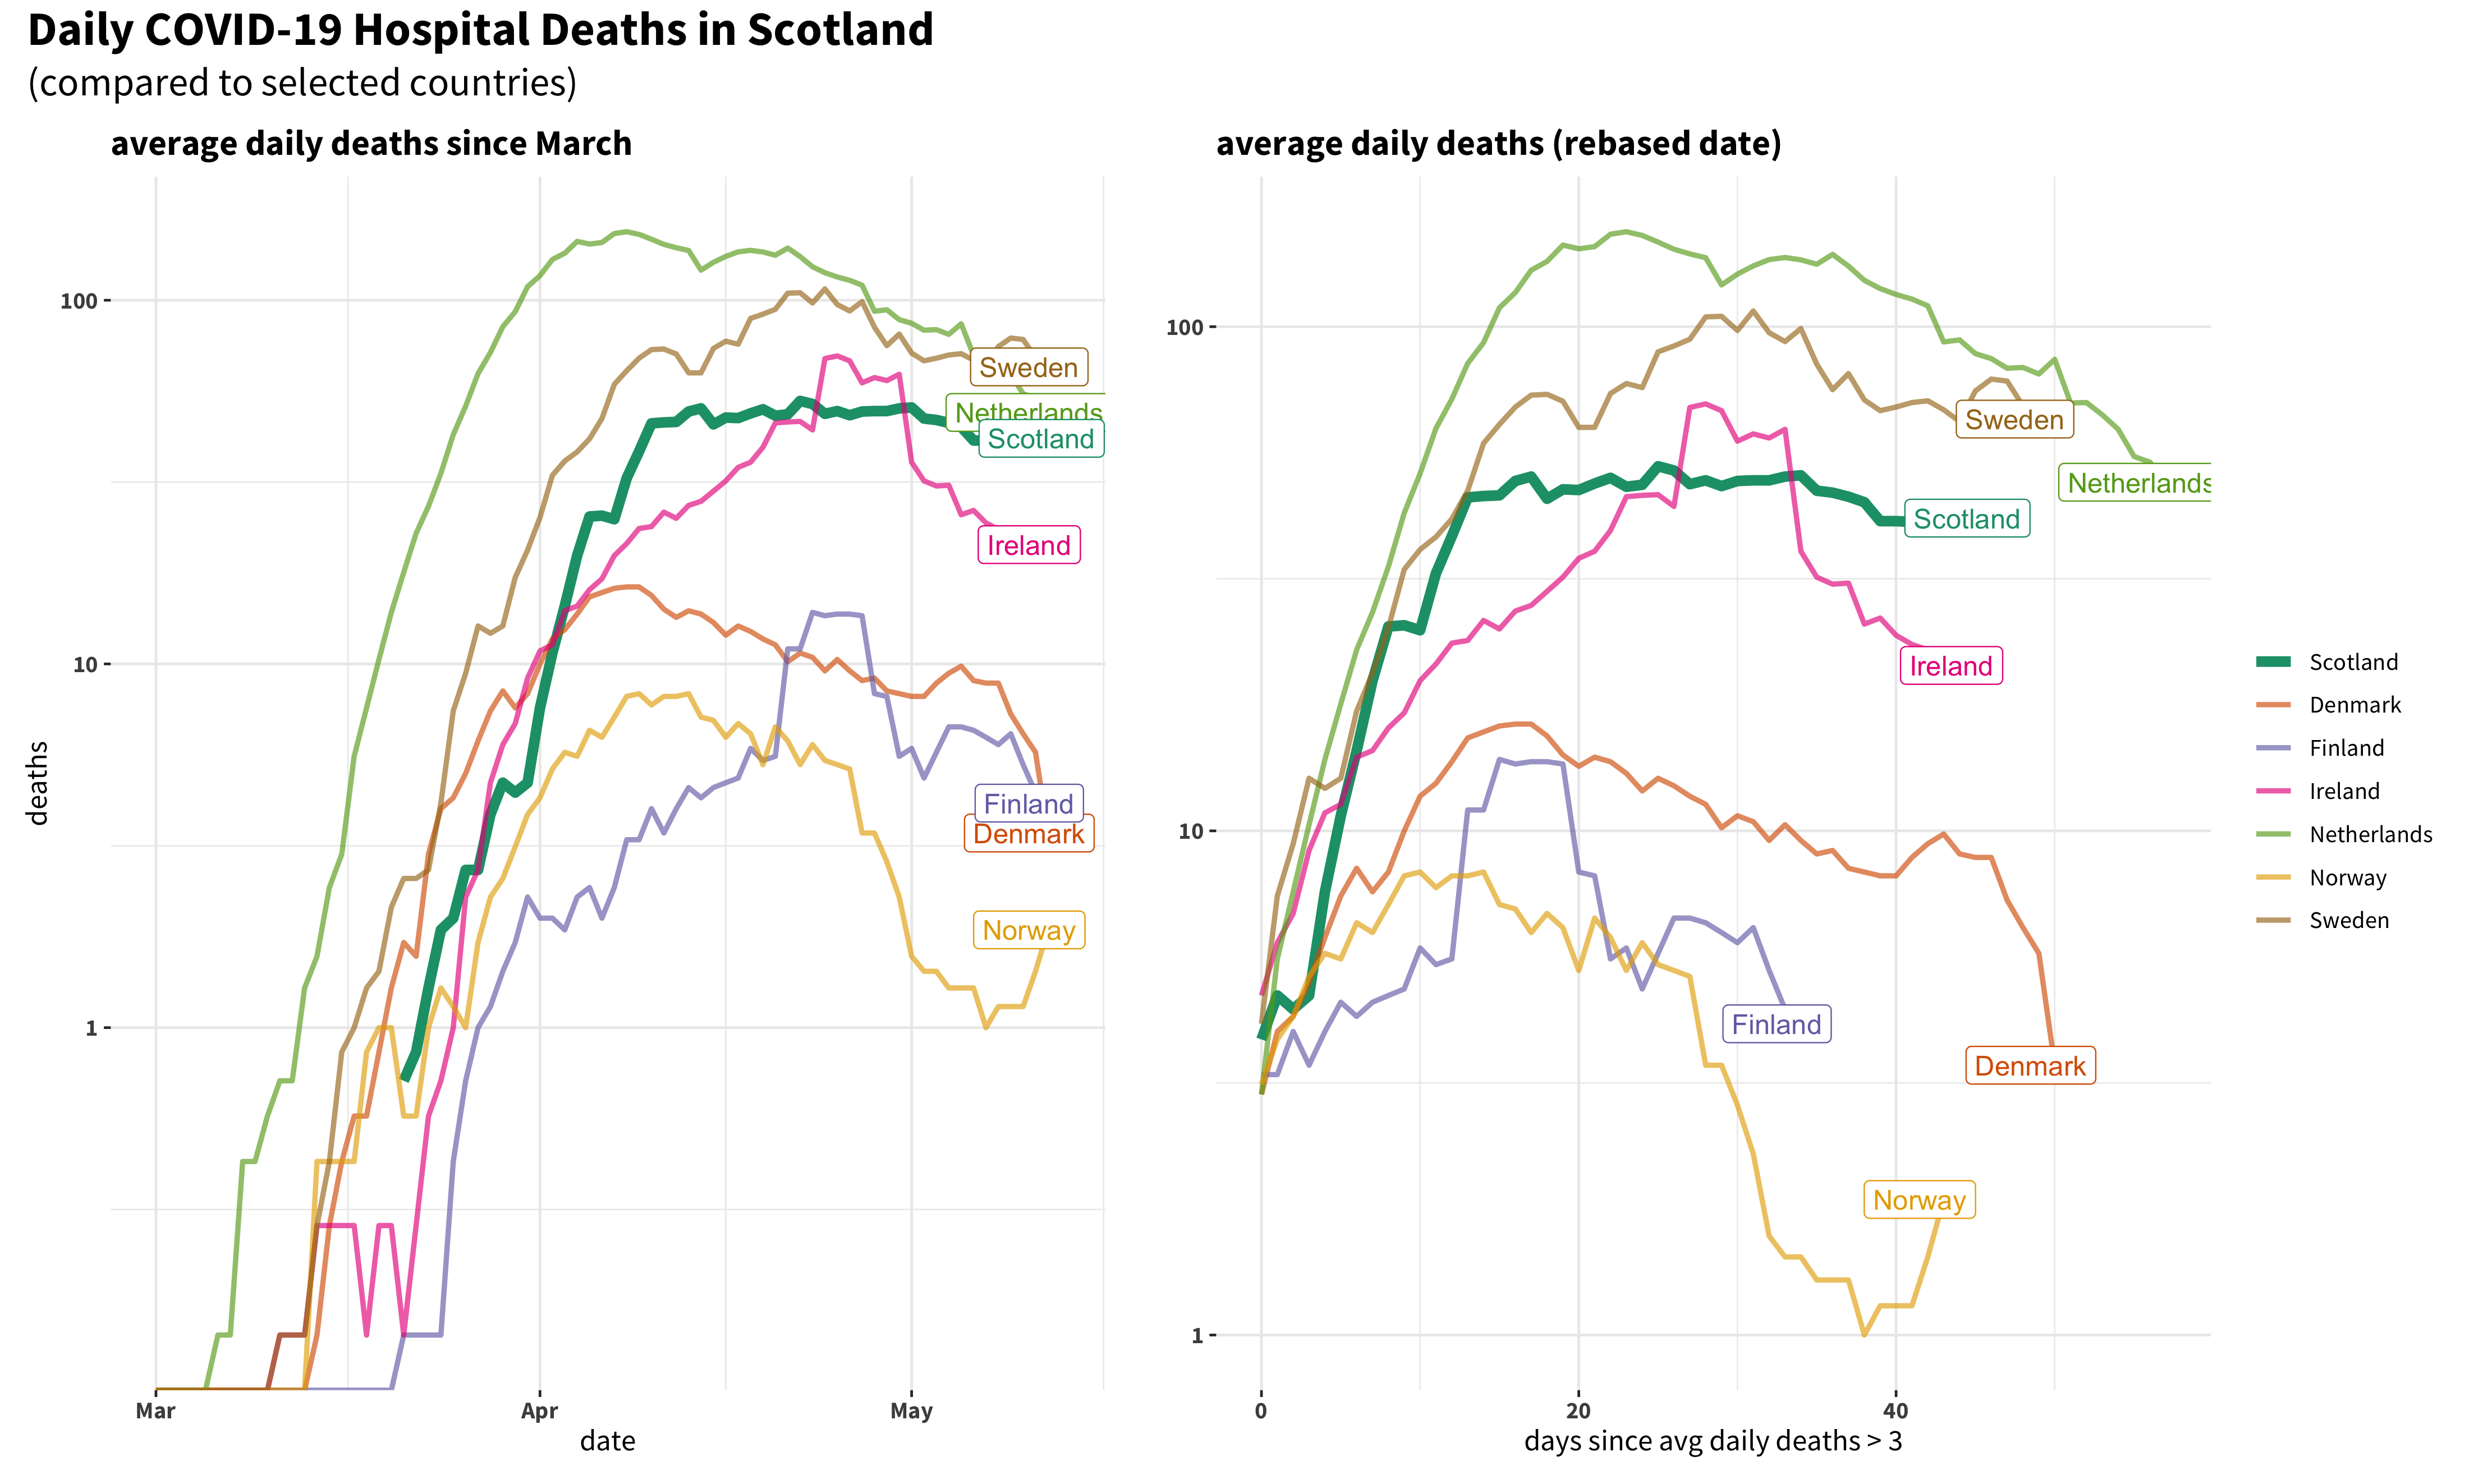 Daily COVID-19 Hospital Deaths in Scotland
(compared to selected countries)
average daily deaths since March
deaths
100
10
1
Mar
Apr
May
date
Sweden
Netherlands
Scotland
Ireland
Finland
Denmark
Norway
average daily deaths (rebased date)
100
10
1
0
20
40
days since avg daily deaths > 3
Sweden
Netherlands
Scotland
Ireland
Finland
Denmark
Norway
Scotland
Denmark
Finland
Ireland
Netherlands
Norway
Sweden